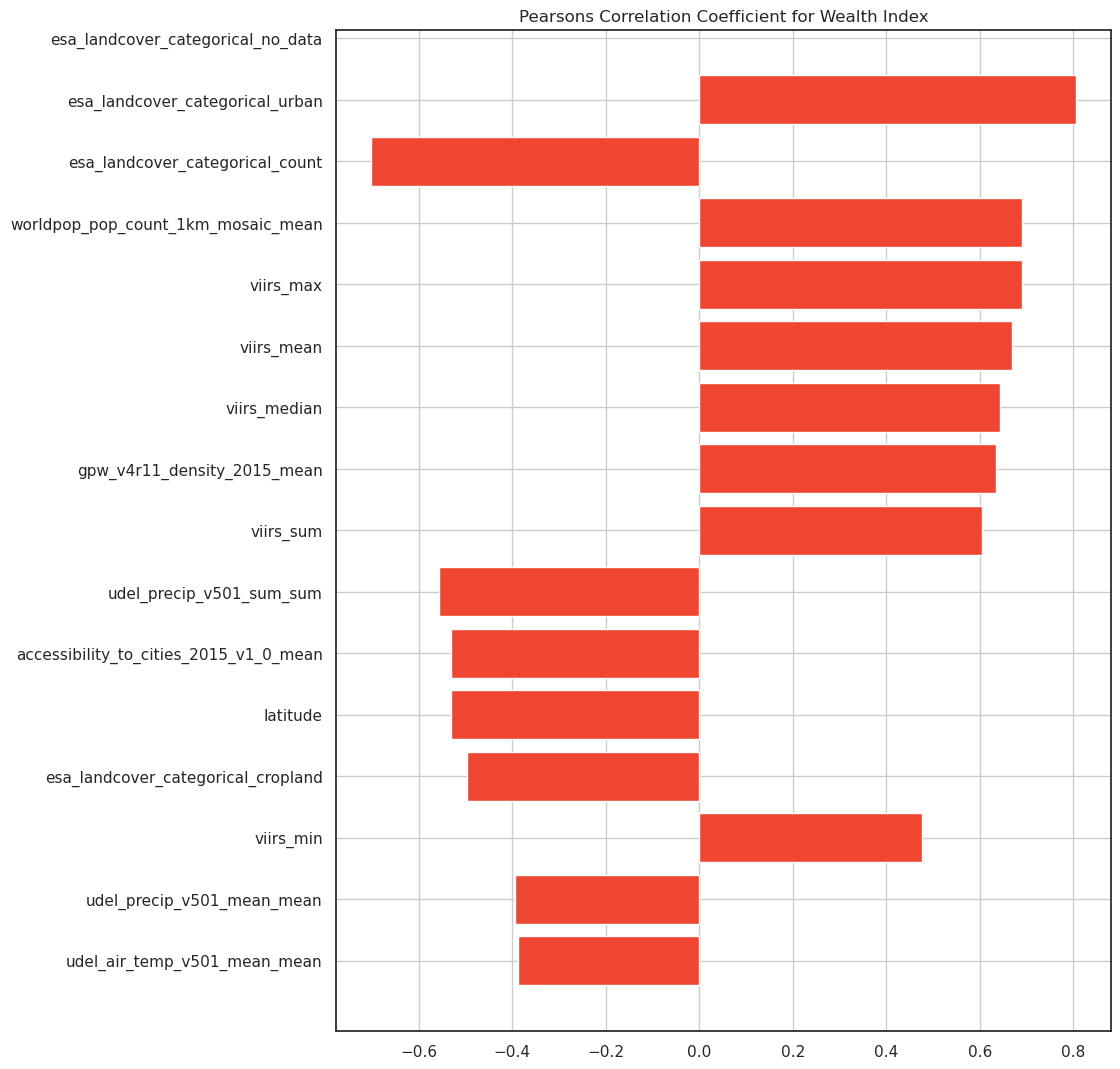 Pearsons Correlation Coefficient for Wealth Index
esa_landcover_categorical_no_data
esa_landcover_categorical_urban
esa_landcover_categorical_count
worldpop_pop_count_1km_mosaic_mean
viirs_max
viirs_mean
viirs_median
gpw_v4r11_density_2015_mean
viirs_sum
udel_precip_v501_sum_sum
accessibility_to_cities_2015_v1_0_mean
latitude
esa_landcover_categorical_cropland
viirs_min
udel_precip_v501_mean_mean
udel_air_temp_v501_mean_mean
−0.6 −0.4 −0.2 0.0 0.2 0.4 0.6 0.8